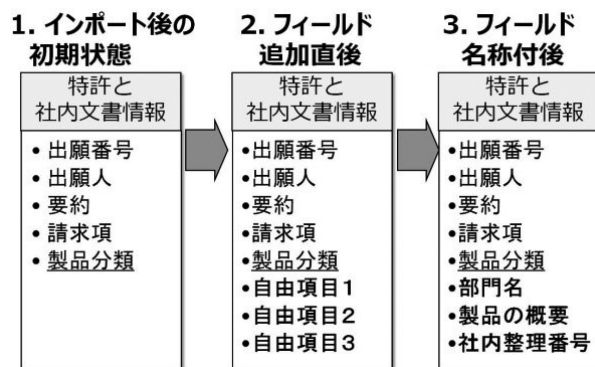 1. インポート後の
初期状態
特許と
社内文書情報
• 出願番号
• 出願人
• 要約
• 請求項
• 製品分類
2. フィールド
追加直後
特許と
社内文書情報
•出願番号
•出願人
•要約
•請求項
•製品分類
•自由項目1
•自由項目2
•自由項目3
3. フィールド
名称付後
特許と
社内文書情報
•出願番号
•出願人
•要約
•請求項
•製品分類
•部門名
•製品の概要
•社内整理番号